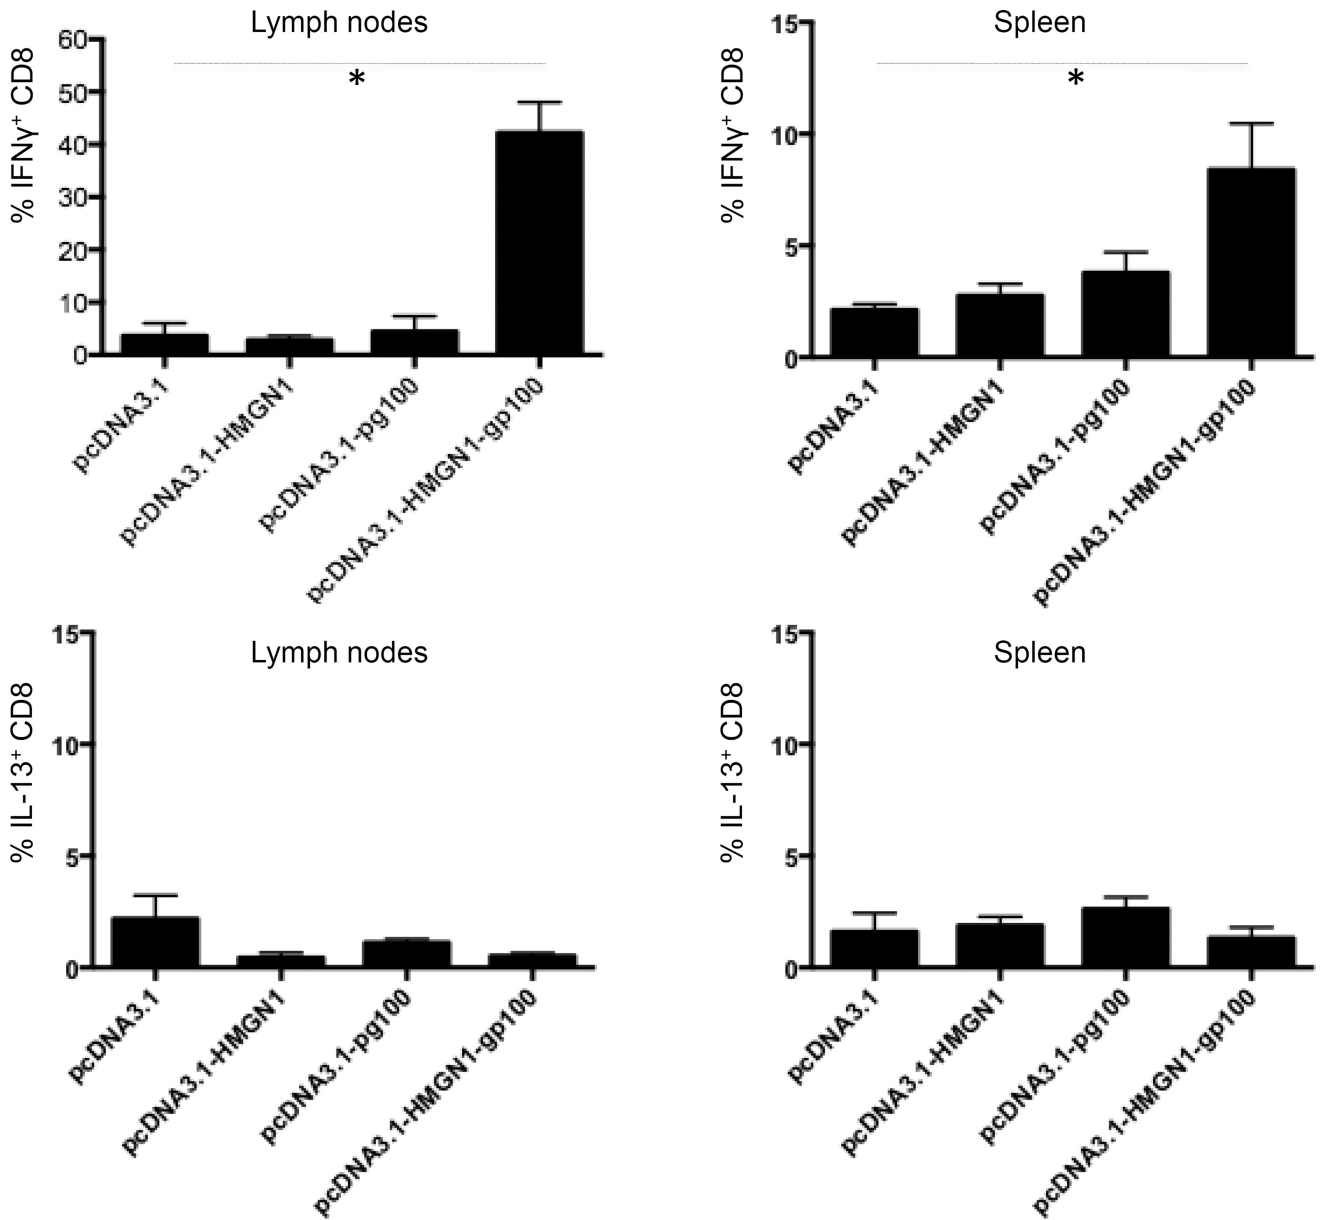 Lymph nodes
% IFNγ⁺ CD8
60
50
40
30
20
10
0
*
pcDNA3.1
pcDNA3.1-HMGN1
pcDNA3.1-pg100
pcDNA3.1-HMGN1-gp100
Spleen
% IFNγ⁺ CD8
15
10
5
0
*
pcDNA3.1
pcDNA3.1-HMGN1
pcDNA3.1-pg100
pcDNA3.1-HMGN1-gp100
Lymph nodes
% IL-13⁺ CD8
15
10
5
0
pcDNA3.1
pcDNA3.1-HMGN1
pcDNA3.1-pg100
pcDNA3.1-HMGN1-gp100
Spleen
% IL-13⁺ CD8
15
10
5
0
pcDNA3.1
pcDNA3.1-HMGN1
pcDNA3.1-pg100
pcDNA3.1-HMGN1-gp100